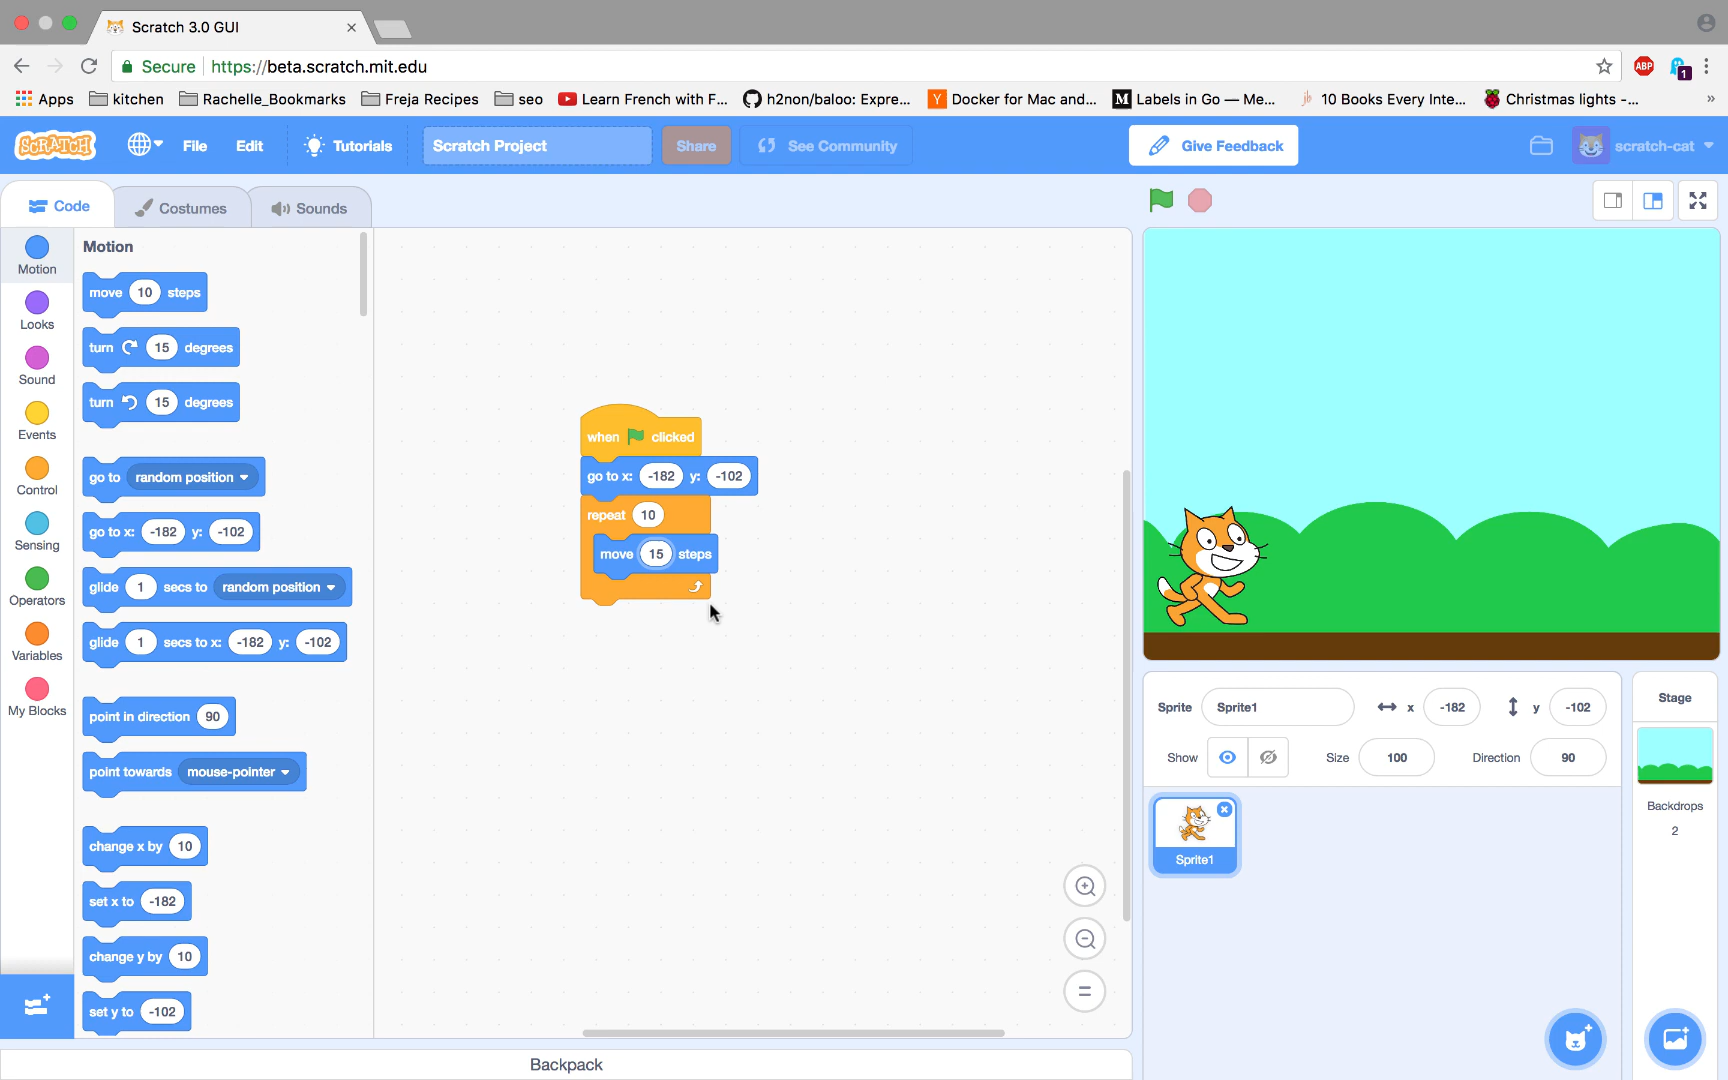 Scratch 3.0 GUI
Secure https://beta.scratch.mit.edu
ABP
1
Apps kitchen Rachelle_Bookmarks Freja Recipes seo Learn French with F... h2non/baloo: Expre... Docker for Mac and... Labels in Go — Me... 10 Books Every Inte... Christmas lights -... »
SCRATCH File Edit Tutorials Scratch Project Share See Community Give Feedback scratch-cat
Code Costumes Sounds
Motion
Looks
Sound
Events
Control
Sensing
Operators
Variables
My Blocks
Motion
move 10 steps
turn 15 degrees
turn 15 degrees
go to random position
go to x: -182 y: -102
glide 1 secs to random position
glide 1 secs to x: -182 y: -102
point in direction 90
point towards mouse-pointer
change x by 10
set x to -182
change y by 10
set y to -102
when clicked
go to x: -182 y: -102
repeat 10
move 15 steps
Backpack
Sprite Sprite1 x -182 y -102
Show Size 100 Direction 90
Sprite1
Stage
Backdrops
2